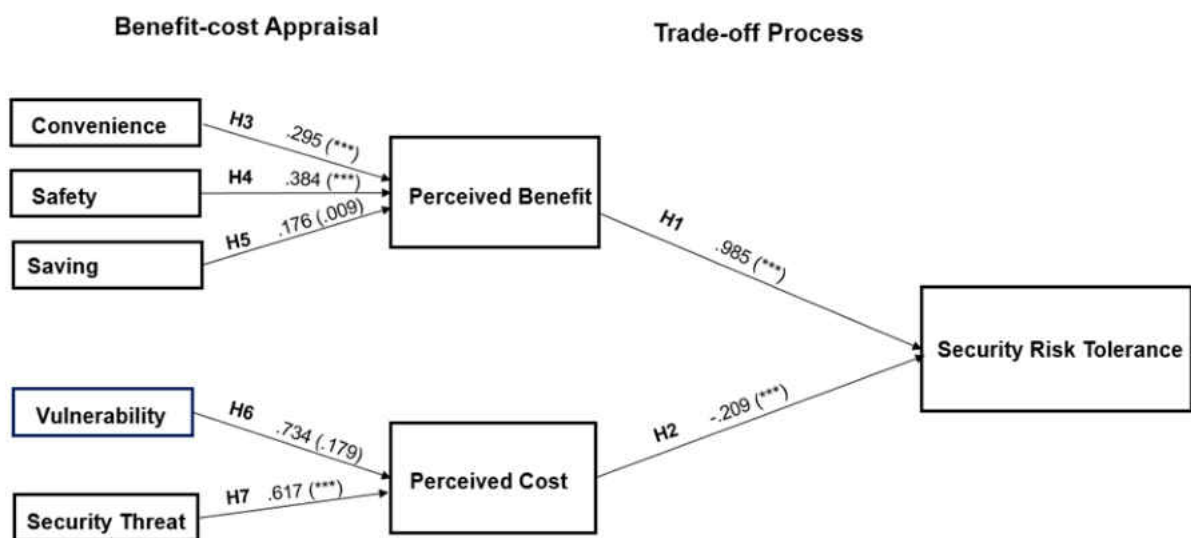 Benefit-cost Appraisal
Trade-off Process
Convenience
H3 .295 (***)
Safety
H4 .384 (***)
Perceived Benefit
Saving
H5 .176 (.009)
H1 .985 (***)
Security Risk Tolerance
Vulnerability
H6 .734 (.179)
H2 -.209 (***)
Perceived Cost
Security Threat
H7 .617 (***)